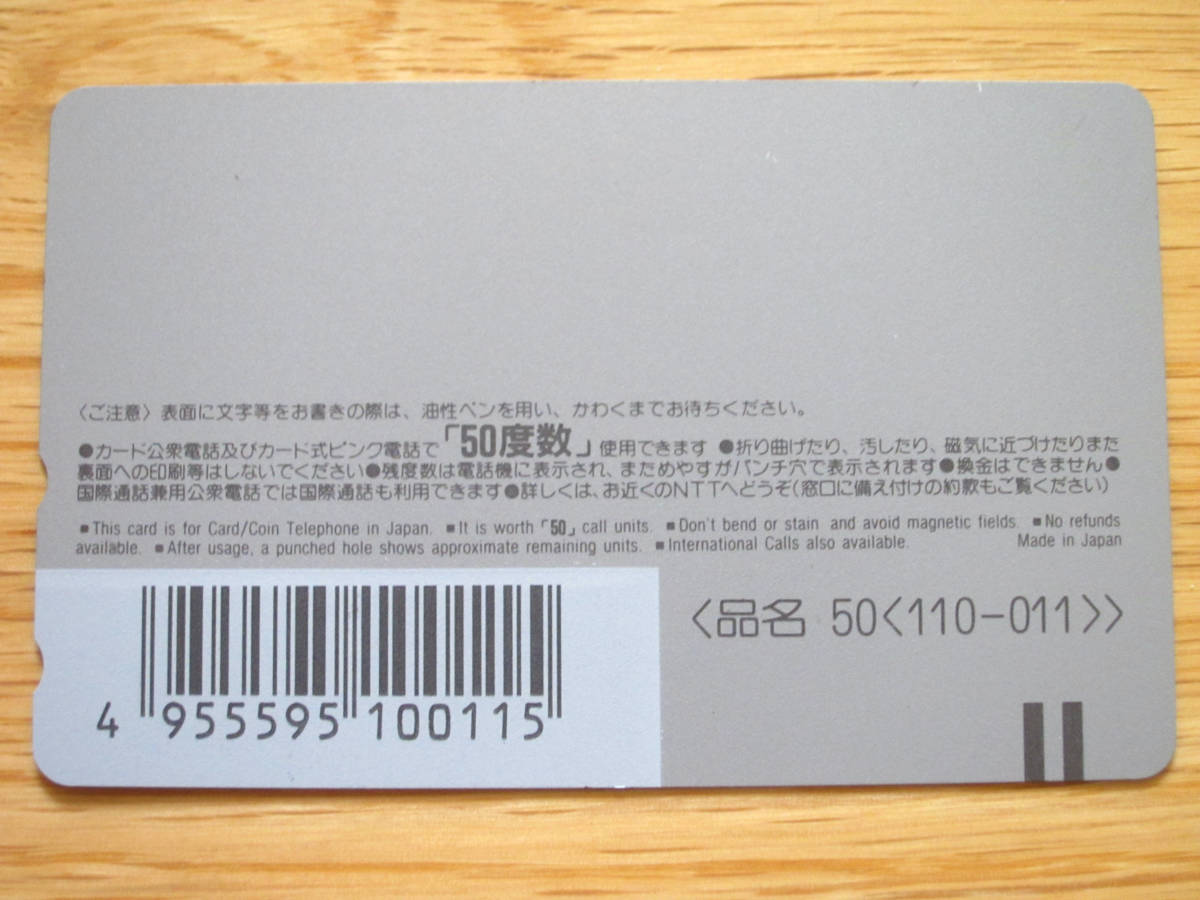 〈ご注意〉表面に文字等をお書きの際は、油性ペンを用い、かわくまでお待ちください。
●カード公衆電話及びカード式ピンク電話で「50度数」使用できます ●折り曲げたり、汚したり、磁気に近づけたりまた
裏面への印刷等はしないでください●残度数は電話機に表示され、まためやすがパンチ穴で表示されます●換金はできません●
国際通話兼用公衆電話では国際通話も利用できます●詳しくは、お近くのNTTへどうぞ(窓口に備え付けの約款もご覧ください)
■This card is for Card/Coin Telephone in Japan. ■It is worth「50」call units. ■Don't bend or stain and avoid magnetic fields. ■No refunds
available. ■After usage, a punched hole shows approximate remaining units. ■International Calls also available. Made in Japan
〈品名 50〈110-011〉〉
4 955595 100115